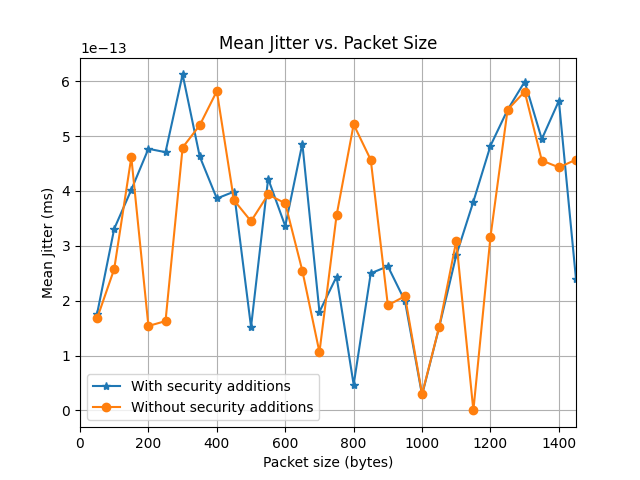 Mean Jitter vs. Packet Size
1e−13
Mean Jitter (ms)
6
5
4
3
2
1
0
With security additions
Without security additions
0 200 400 600 800 1000 1200 1400
Packet size (bytes)